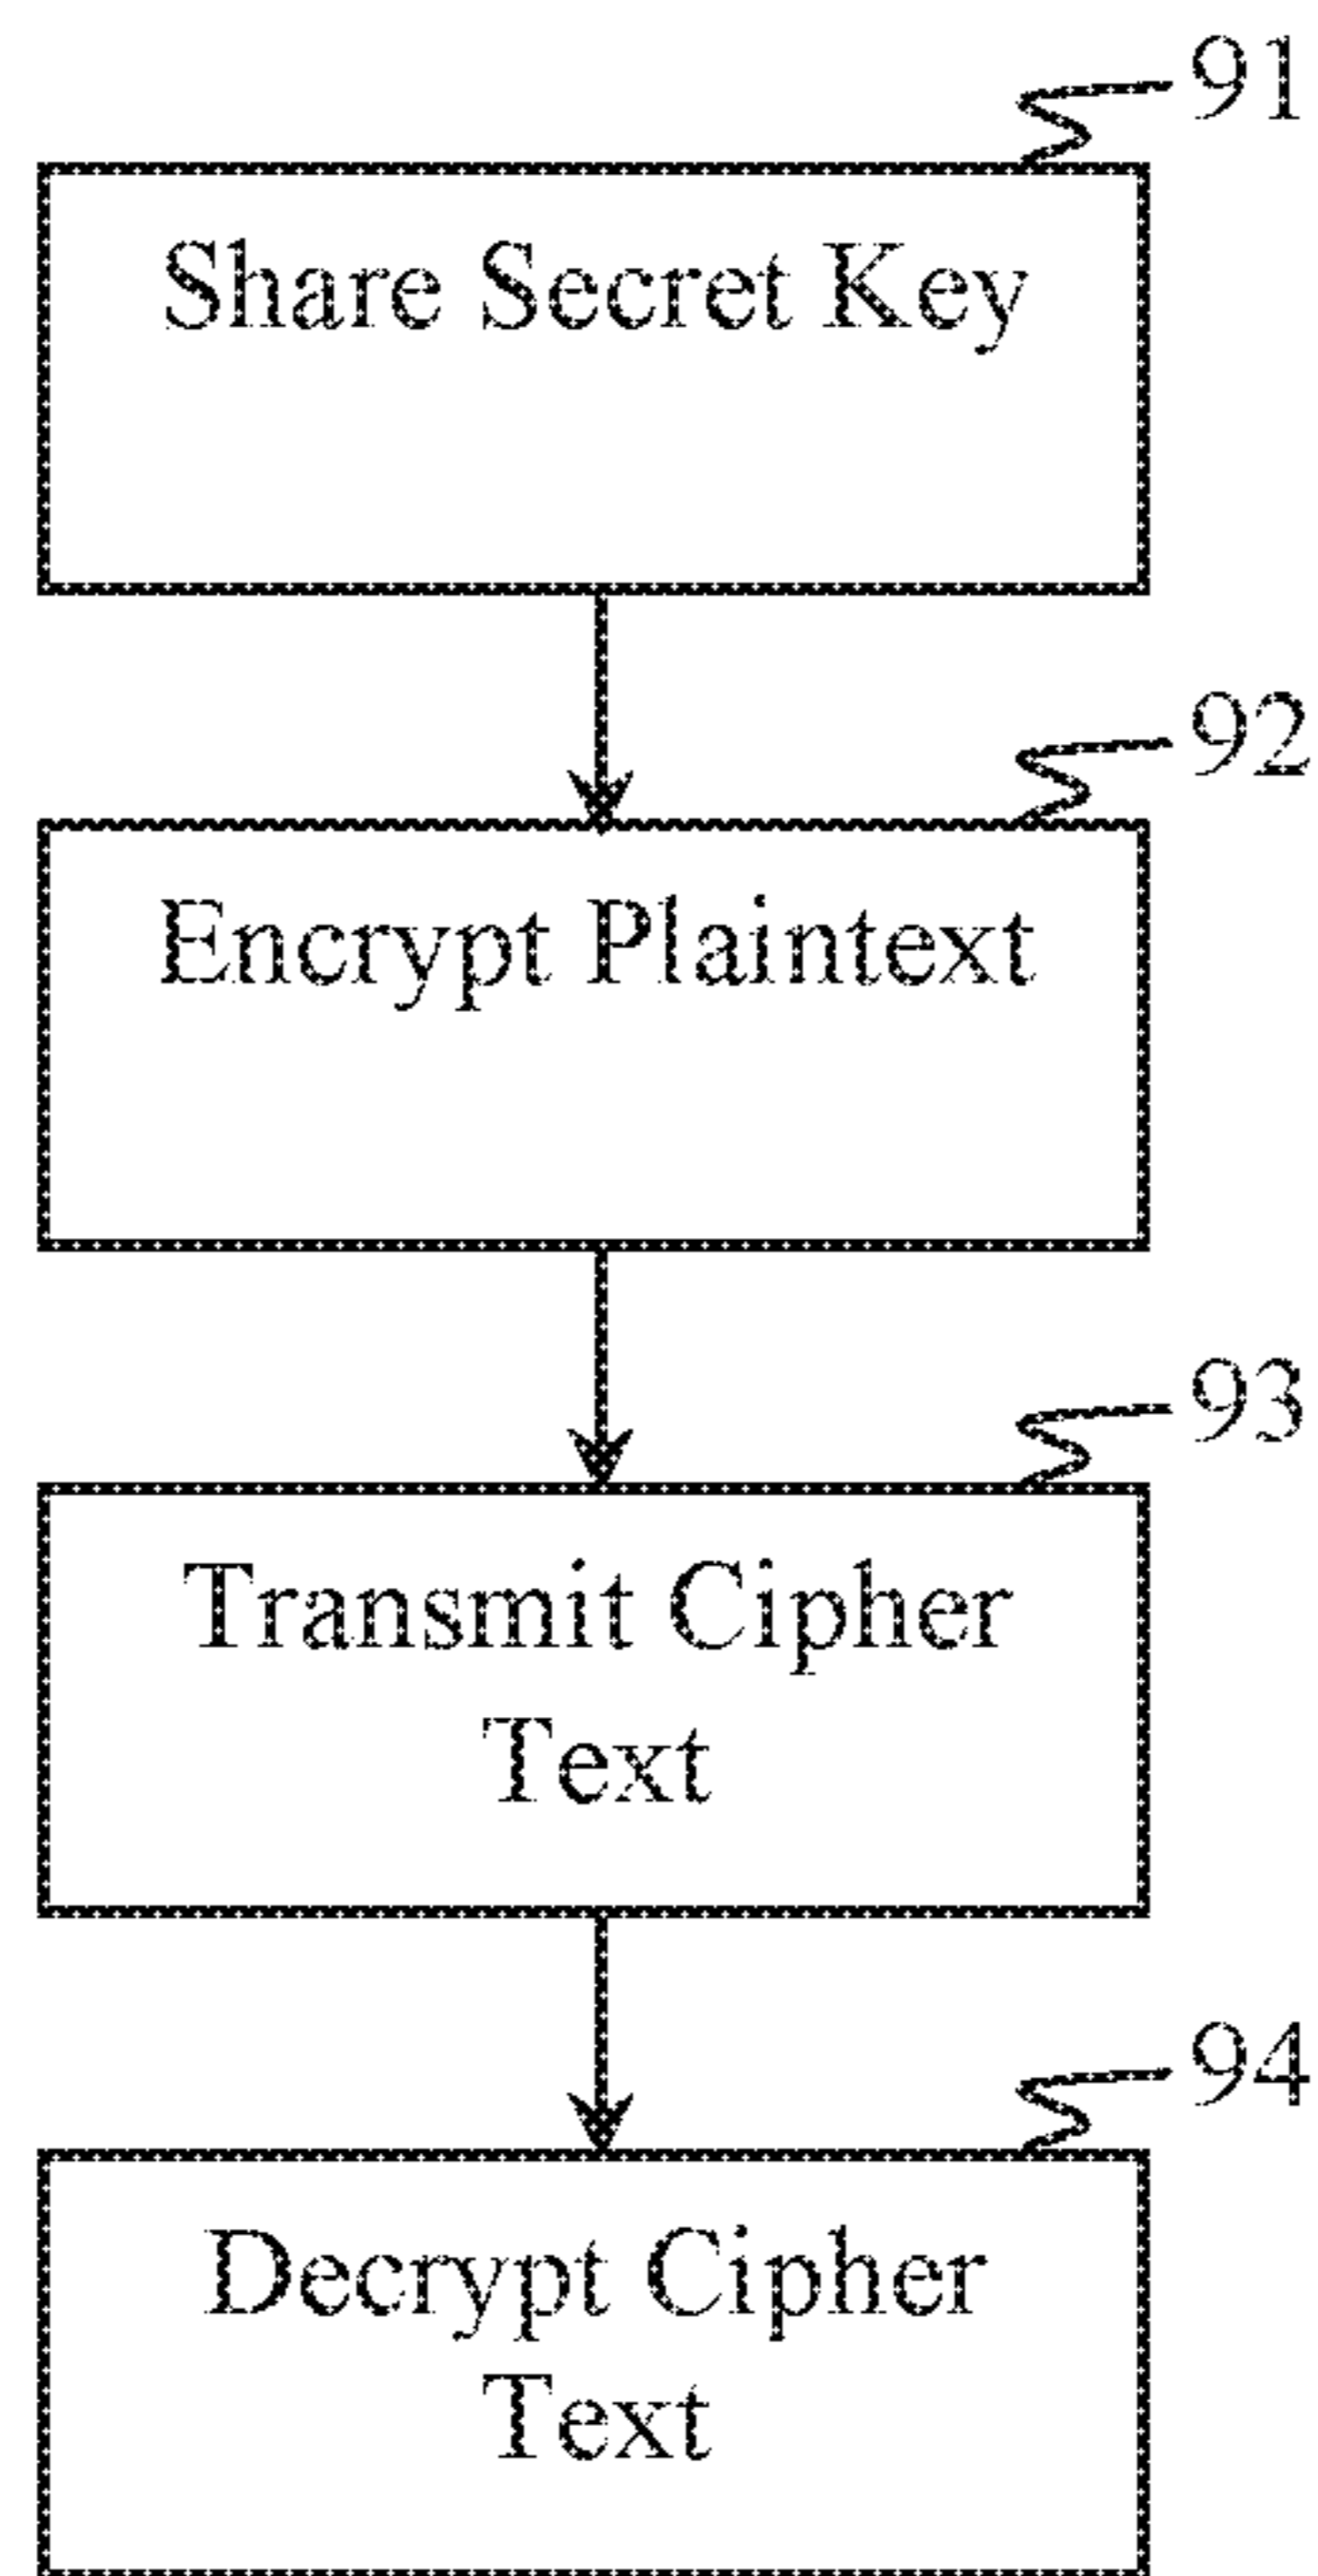 91
Share Secret Key
92
Encrypt Plaintext
93
Transmit Cipher
Text
94
Decrypt Cipher
Text